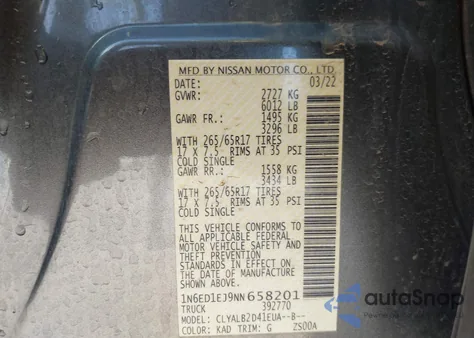 MFD BY NISSAN MOTOR CO., LTD
DATE: 03/22
GVWR: 2727 KG
6012 LB
GAWR FR.: 1495 KG
3296 LB
WITH 265/65R17 TIRES
17 X 7.5 RIMS AT 35 PSI
COLD SINGLE
GAWR RR.: 1558 KG
3434 LB
WITH 265/65R17 TIRES
17 X 7.5 RIMS AT 35 PSI
COLD SINGLE
THIS VEHICLE CONFORMS TO
ALL APPLICABLE FEDERAL
MOTOR VEHICLE SAFETY AND
THEFT PREVENTION
STANDARDS IN EFFECT ON
THE DATE OF MANUFACTURE
1N6ED1EJ9NN658201
TRUCK 392770
MODEL: CLYALB2D41EUA--B--
COLOR: KAD TRIM: G ZS00A
autoSnap